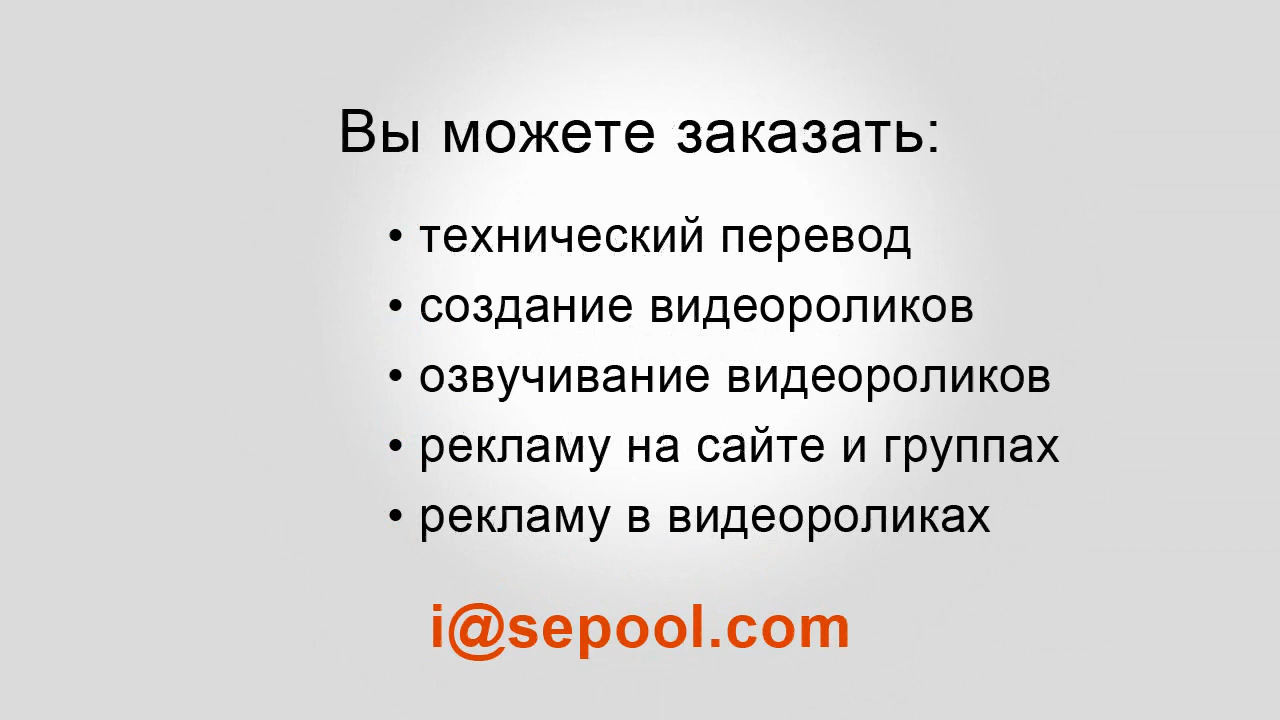 Вы можете заказать:
• технический перевод
• создание видеороликов
• озвучивание видеороликов
• рекламу на сайте и группах
• рекламу в видеороликах
i@sepool.com